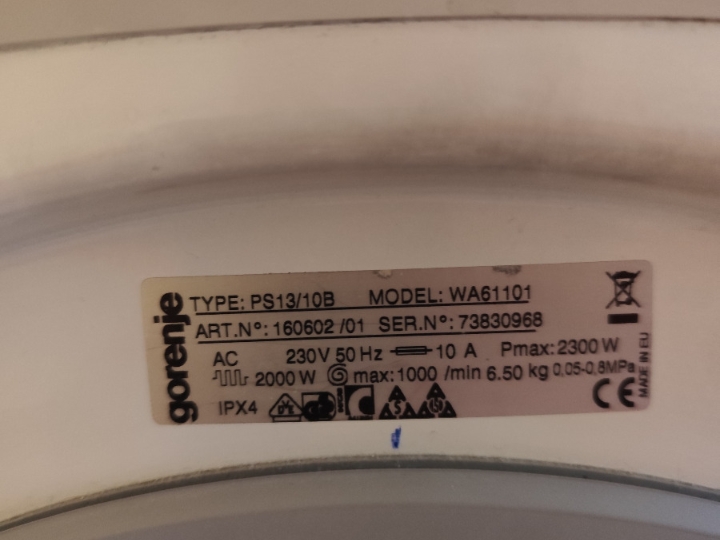 gorenje
TYPE: PS13/10B MODEL: WA61101
ART.N°: 160602 /01 SER.N°: 73830968
AC 230V 50 Hz 10 A Pmax: 2300 W
2000 W max: 1000 /min 6.50 kg 0,05-0,8MPa
IPX4 VDE S CE
MADE IN EU